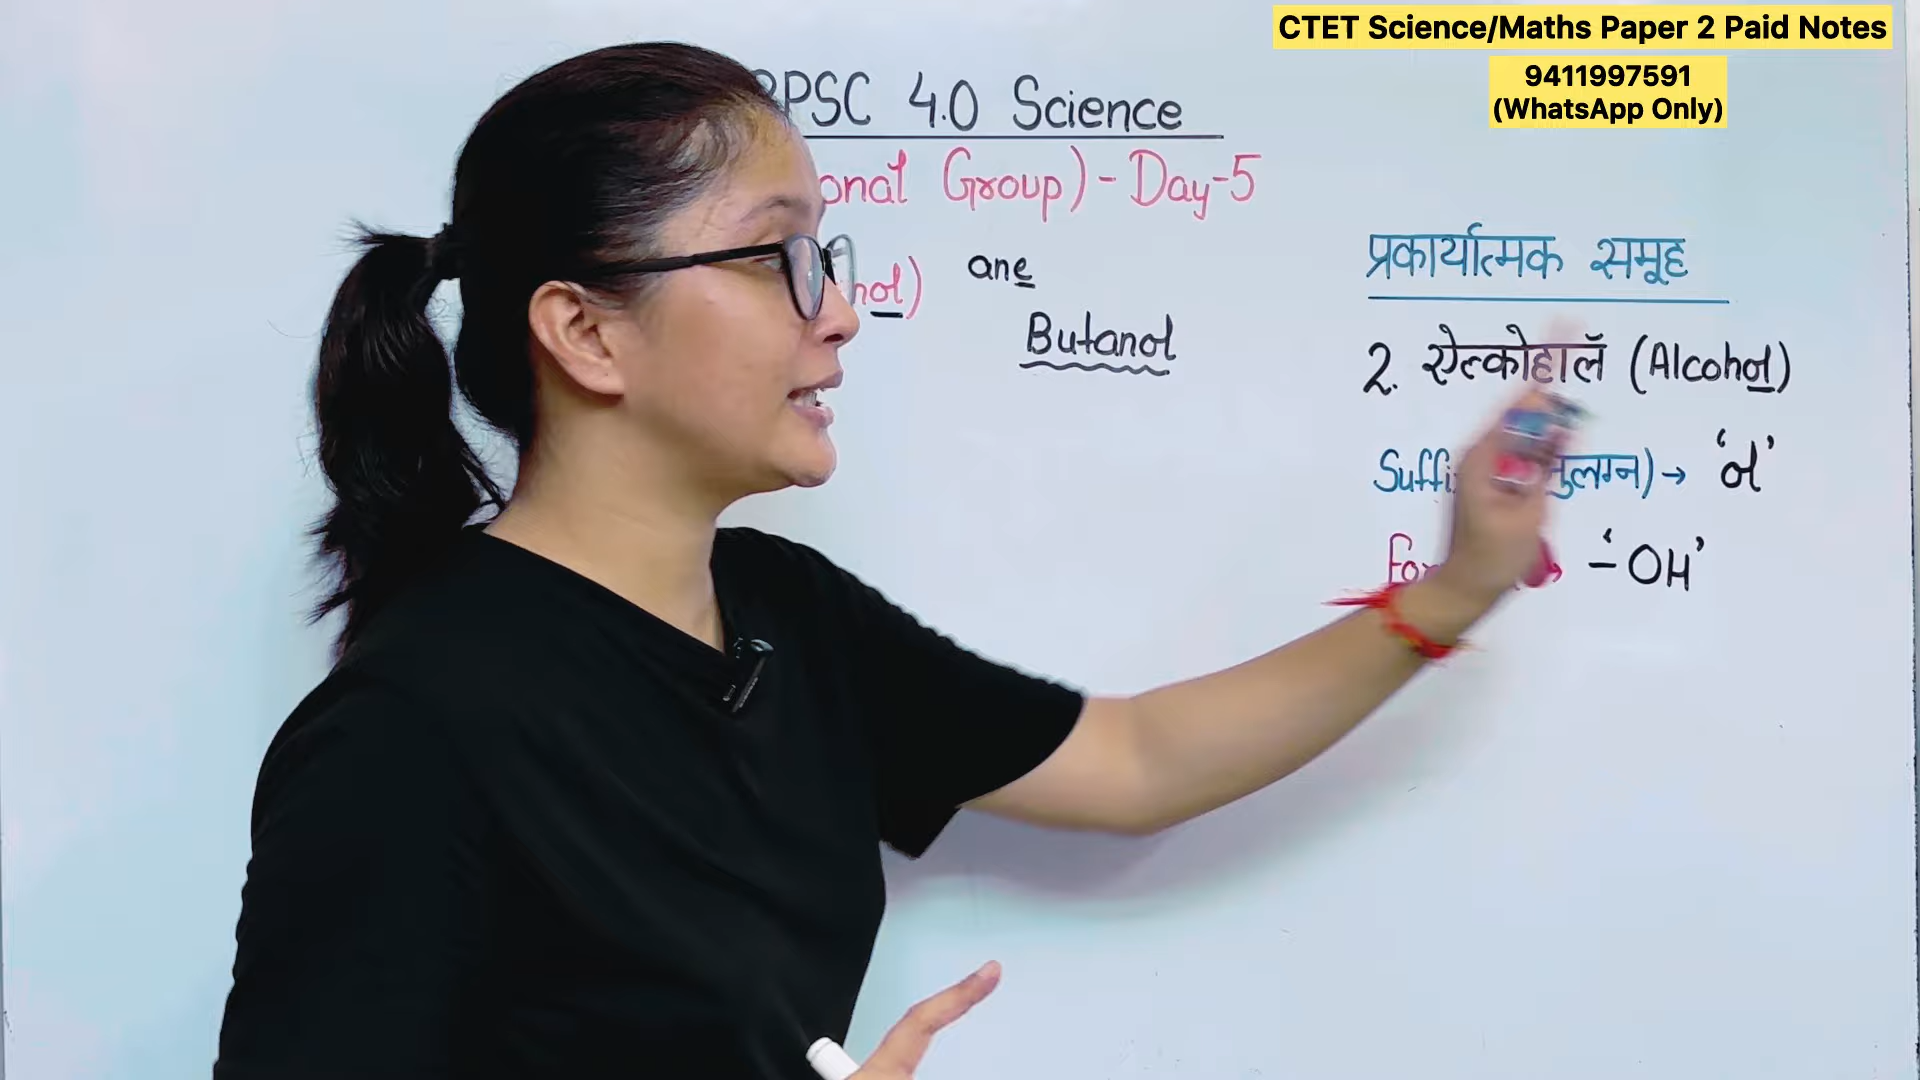 CTET Science/Maths Paper 2 Paid Notes
9411997591
(WhatsApp Only)
BPSC 4.0 Science
Group) - Day-5
ane
Butanol
प्रकार्यात्मक समूह
2. ऐल्कोहालॅ (Alcohol)
→ 'ol'
'-OH'